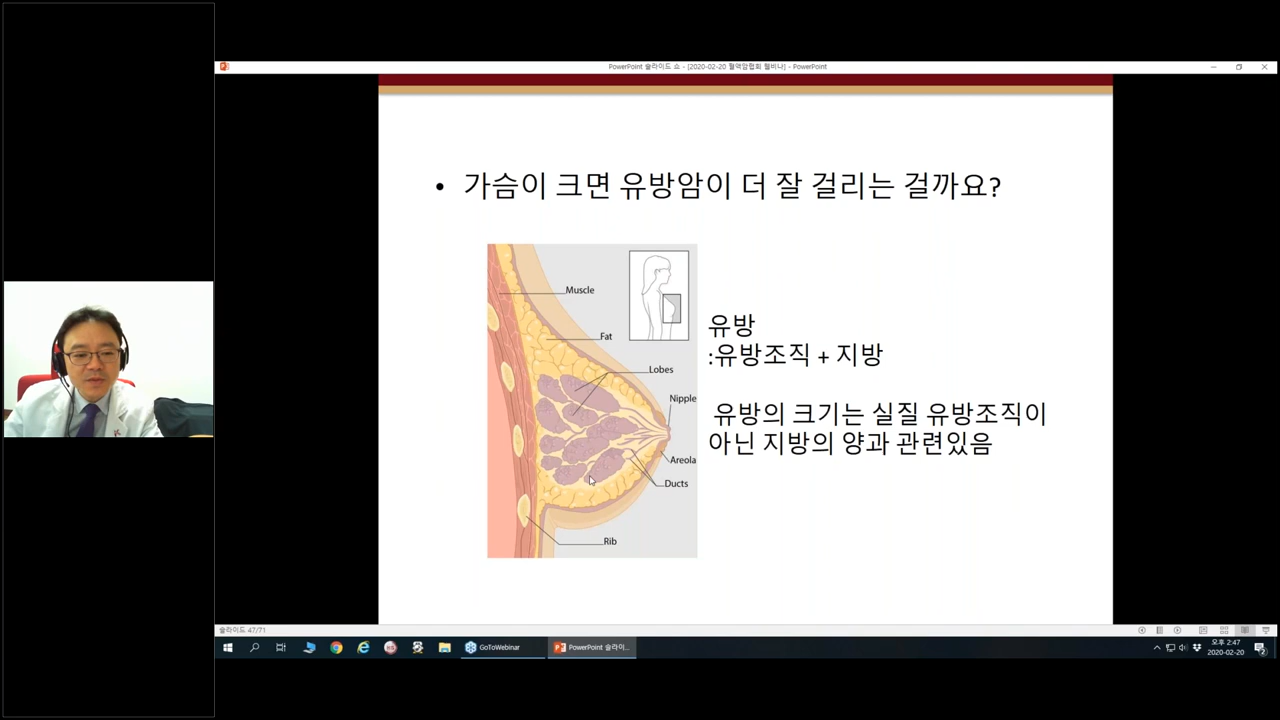 PowerPoint 슬라이드 쇼 - [2020-02-20 혈액암협회 웹비나] - PowerPoint
• 가슴이 크면 유방암이 더 잘 걸리는 걸까요?
Muscle
Fat
Lobes
Nipple
Areola
Ducts
Rib
유방
:유방조직 + 지방
유방의 크기는 실질 유방조직이
아닌 지방의 양과 관련있음
슬라이드 47/71
GoToWebinar
PowerPoint 슬라이...
오후 2:47
2020-02-20